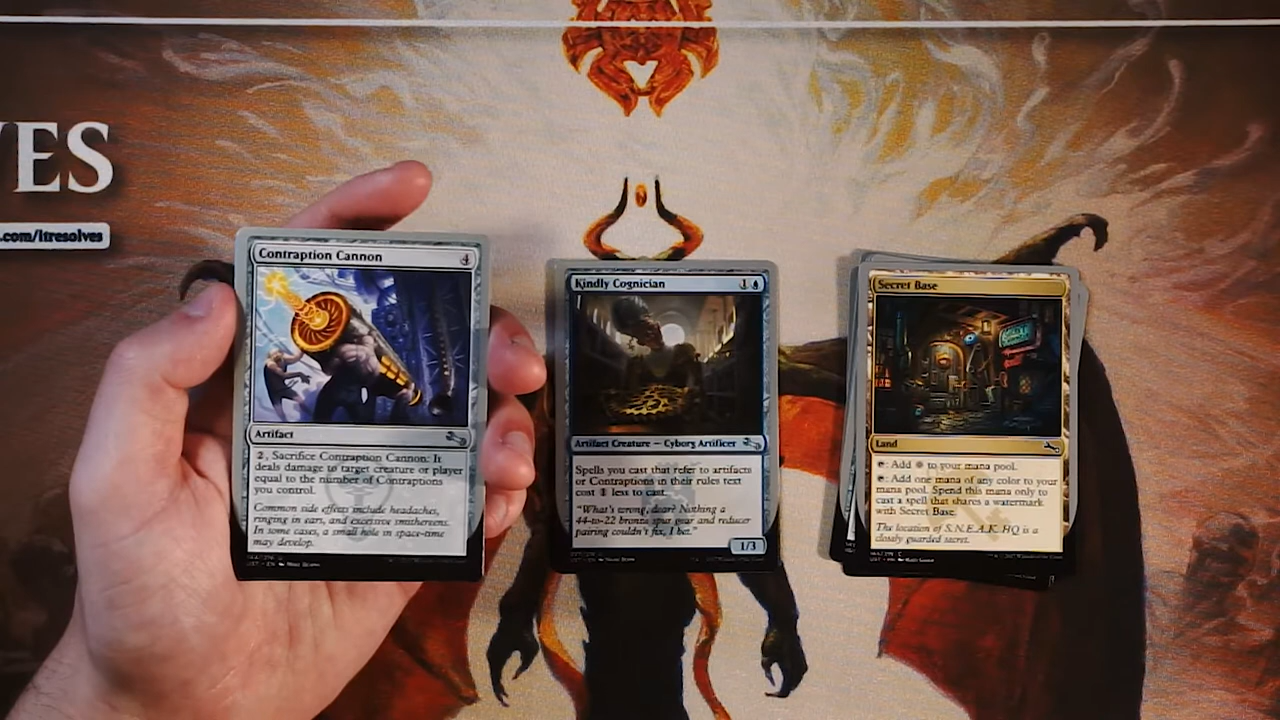 VES
.com/itresolves
Contraption Cannon
4
Artifact
2, Sacrifice Contraption Cannon: It
deals damage to target creature or player
equal to the number of Contraptions
you control.
Common side effects include headaches,
ringing in ears, and excessive smithereens.
In some cases, a small hole in space-time
may develop.
Kindly Cognician
1
Artifact Creature — Cyborg Artificer
Spells you cast that refer to artifacts
or Contraptions in their rules text
cost 1 less to cast.
"What's wrong, dear? Nothing a
44-to-22 bronze spur gear and reducer
pairing couldn't fix, I bet."
1/3
Secret Base
Land
: Add to your mana pool.
: Add one mana of any color to your
mana pool. Spend this mana only to
cast a spell that shares a watermark
with Secret Base.
The location of S.N.E.A.K. HQ is a
closely guarded secret.